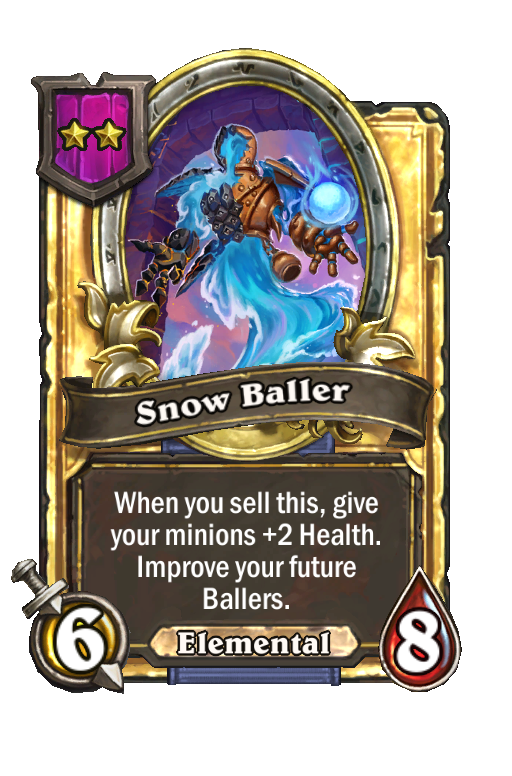 Snow Baller
When you sell this, give
your minions +2 Health.
Improve your future
Ballers.
6
Elemental
8